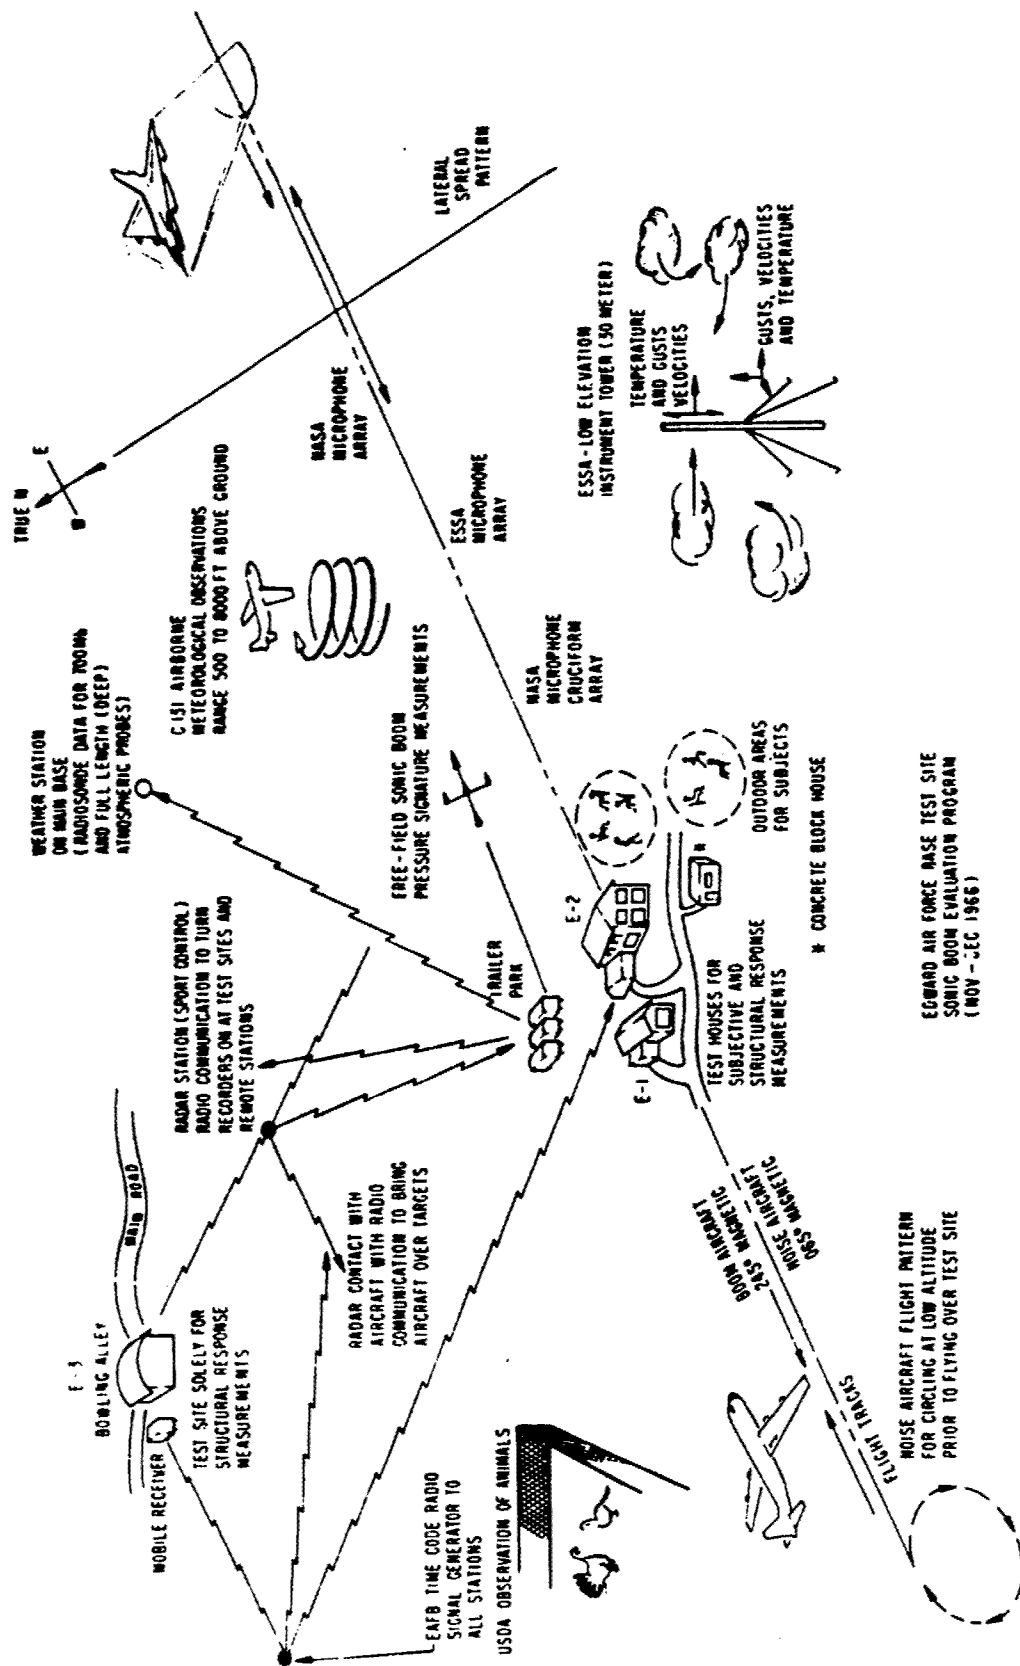 E-3
BOWLING ALLEY
MAIN ROAD
MOBILE RECEIVER
TEST SITE SOLELY FOR
STRUCTURAL RESPONSE
MEASUREMENTS
RADAR STATION (SPORT CONTROL)
RADIO COMMUNICATION TO TURN
RECORDERS ON AT TEST SITES AND
REMOTE STATIONS
WEATHER STATION
ON MAIN BASE
(RADIOSONDE DATA FOR 700MB
AND FULL LENGTH (DEEP)
ATMOSPHERIC PROBES)
TRUE N
E
W
C 131 AIRBORNE
METEOROLOGICAL OBSERVATIONS
RANGE 500 TO 8000 FT ABOVE GROUND
NASA
MICROPHONE
ARRAY
LATERAL
SPREAD
PATTERN
RADAR CONTACT WITH
AIRCRAFT WITH RADIO
COMMUNICATION TO BRING
AIRCRAFT OVER TARGETS
TRAILER
PARK
FREE-FIELD SONIC BOOM
PRESSURE SIGNATURE MEASUREMENTS
ESSA
MICROPHONE
ARRAY
EAFB TIME CODE RADIO
SIGNAL GENERATOR TO
ALL STATIONS
USDA OBSERVATION OF ANIMALS
E-1
E-2
NASA
MICROPHONE
CRUCIFORM
ARRAY
ESSA-LOW ELEVATION
INSTRUMENT TOWER (30 METER)
TEMPERATURE
AND GUSTS
VELOCITIES
GUSTS, VELOCITIES
AND TEMPERATURE
TEST HOUSES FOR
SUBJECTIVE AND
STRUCTURAL RESPONSE
MEASUREMENTS
*
OUTDOOR AREAS
FOR SUBJECTS
* CONCRETE BLOCK HOUSE
BOOM AIRCRAFT
245° MAGNETIC
NOISE AIRCRAFT
065° MAGNETIC
FLIGHT TRACKS
NOISE AIRCRAFT FLIGHT PATTERN
FOR CIRCLING AT LOW ALTITUDE
PRIOR TO FLYING OVER TEST SITE
EDWARD AIR FORCE BASE TEST SITE
SONIC BOOM EVALUATION PROGRAM
(NOV-DEC 1966)